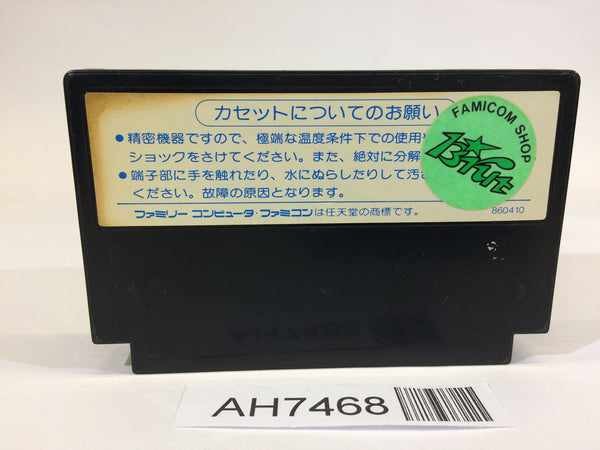 カセットについてのお願い
●精密機器ですので、極端な温度条件下での使用や
ショックをさけてください。また、絶対に分解
●端子部に手を触れたり、水にぬらしたりして汚さ
ください。故障の原因となります。
ファミリー コンピュータ・ファミコンは任天堂の商標です。
860410
FAMICOM SHOP
AH7468
AH7468